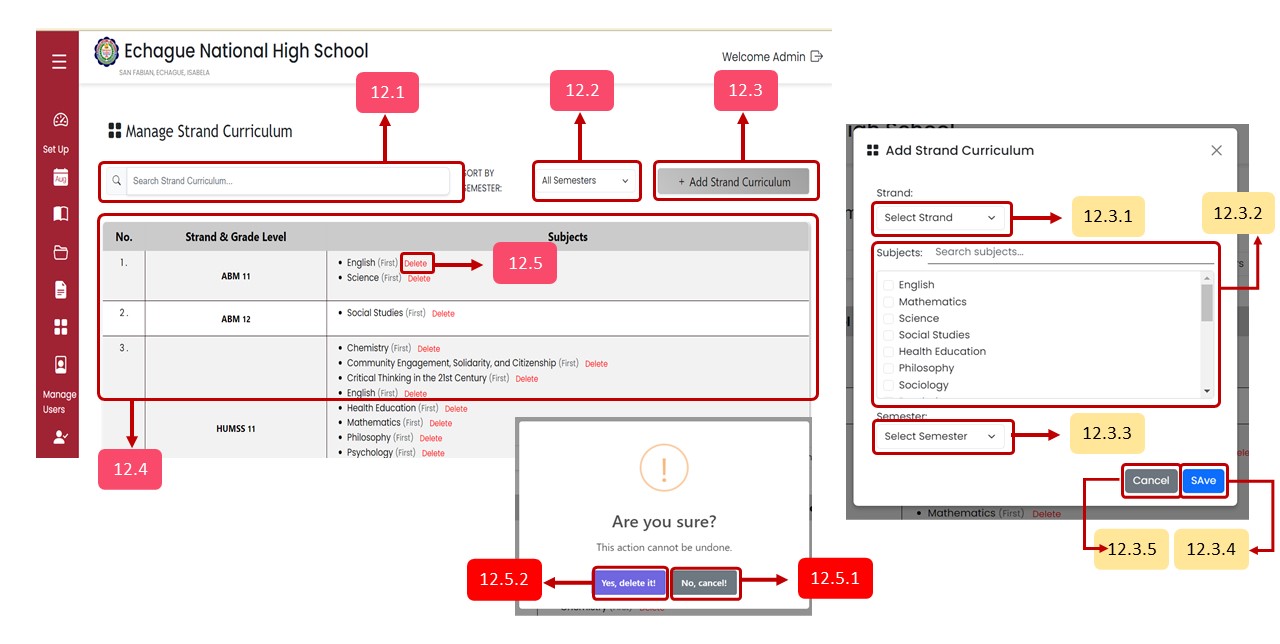 Echague National High School
SAN FABIAN, ECHAGUE, ISABELA
Welcome Admin
12.1
12.2
12.3
Set Up
Manage Strand Curriculum
Aug
Search Strand Curriculum...
SORT BY
SEMESTER:
All Semesters
+ Add Strand Curriculum
No. Strand & Grade Level Subjects
1. ABM 11
• English (First) Delete
• Science (First) Delete
12.5
2. ABM 12
• Social Studies (First) Delete
3. HUMSS 11
• Chemistry (First) Delete
• Community Engagement, Solidarity, and Citizenship (First) Delete
• Critical Thinking in the 21st Century (First) Delete
• English (First) Delete
• Health Education (First) Delete
• Mathematics (First) Delete
• Philosophy (First) Delete
• Psychology (First) Delete
Manage
Users
12.4
Are you sure?
This action cannot be undone.
Yes, delete it!
No, cancel!
12.5.2
12.5.1
Add Strand Curriculum
Strand:
Select Strand
12.3.1
12.3.2
Subjects: Search subjects...
English
Mathematics
Science
Social Studies
Health Education
Philosophy
Sociology
Semester:
Select Semester
12.3.3
Cancel
SAve
• Mathematics (First) Delete
12.3.5
12.3.4